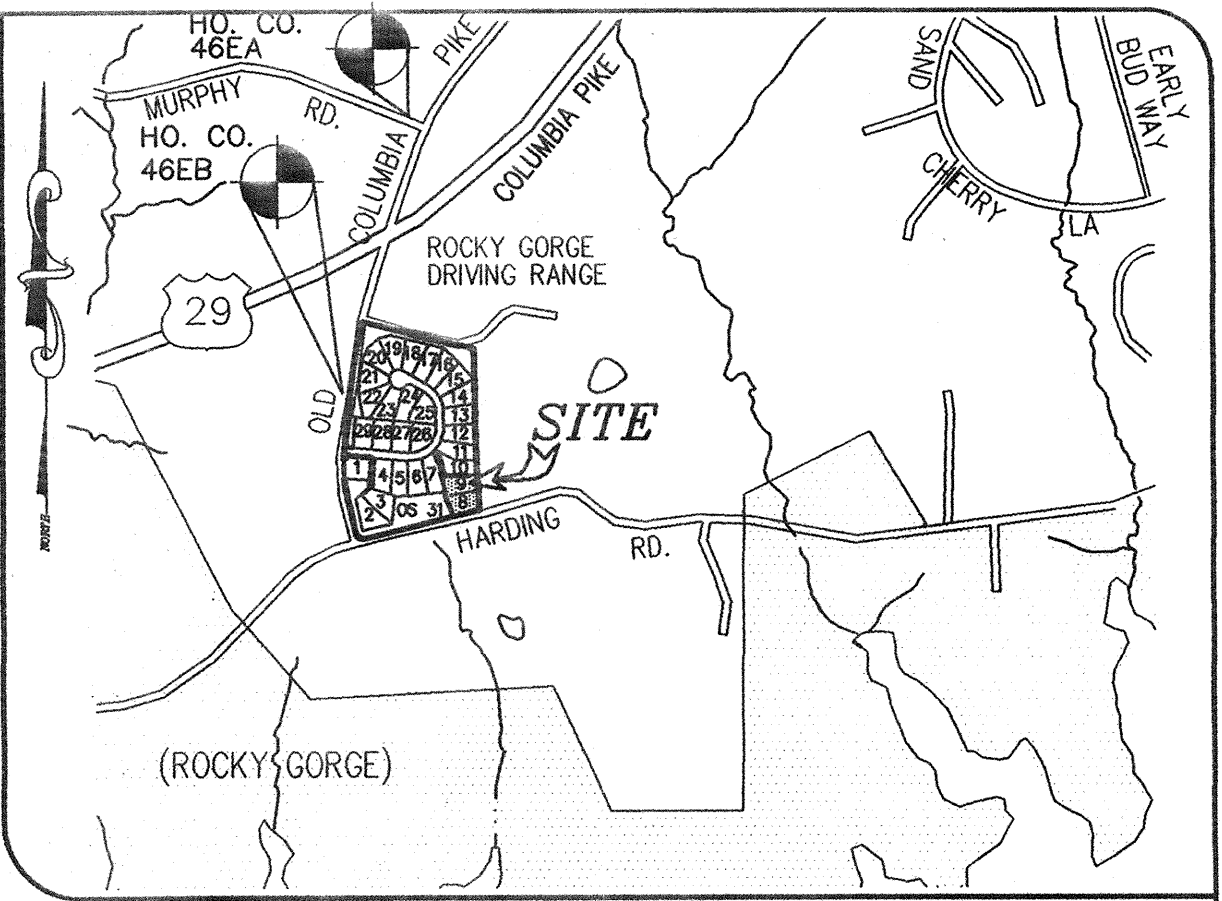 HO. CO.
46EA
PIKE
MURPHY
RD.
HO. CO.
46EB
COLUMBIA
COLUMBIA PIKE
SAND
EARLY
BUD WAY
CHERRY
LA
ROCKY GORGE
DRIVING RANGE
29
OLD
20 19 18 17 16
21 15
22 24 14
23 25 13
29 28 27 26 12
11
1 4 5 6 7 10
9
3 8
2 OS 31
SITE
HARDING
RD.
NORTH
(ROCKY GORGE)